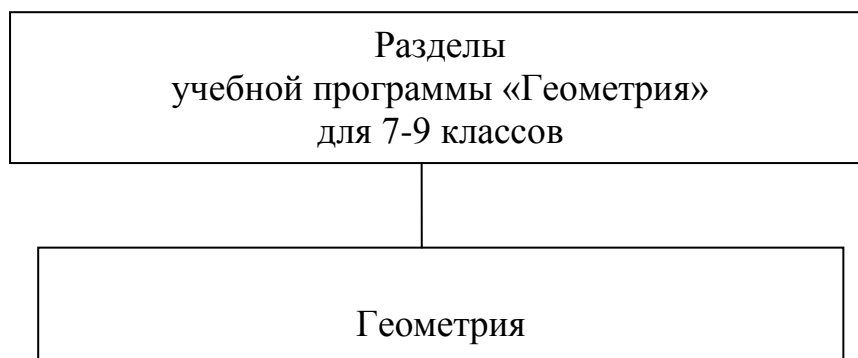 Разделы
учебной программы «Геометрия»
для 7-9 классов
Геометрия